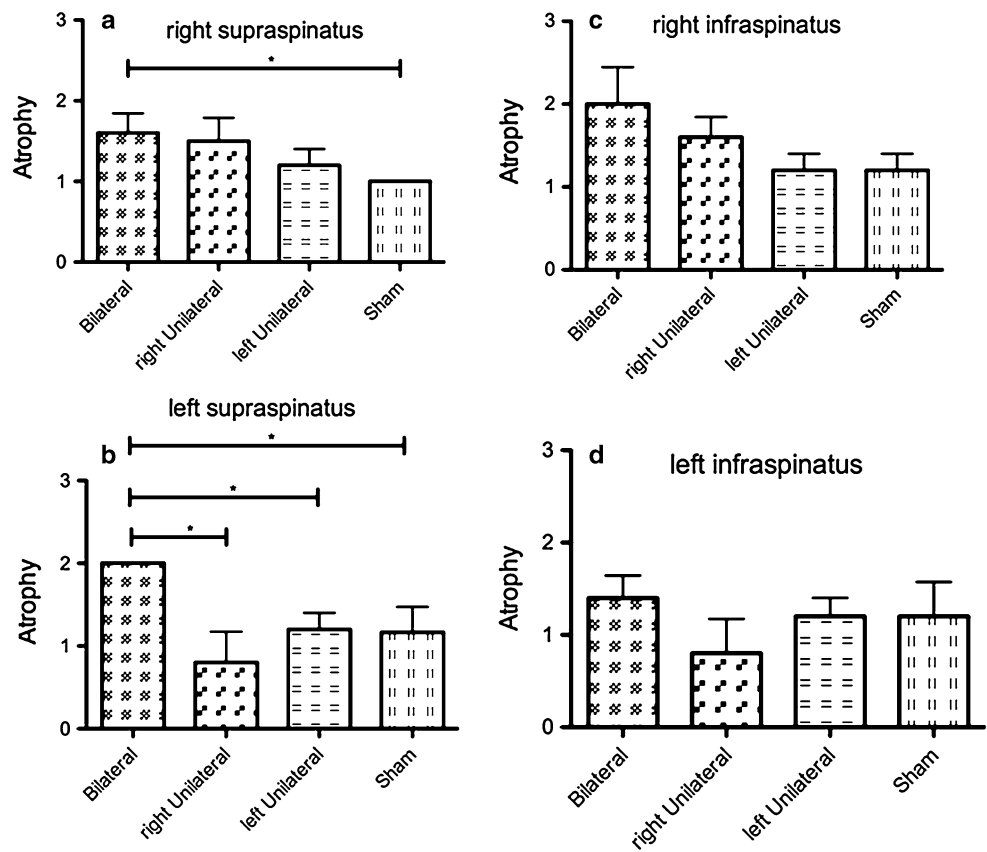 a
right supraspinatus
*
3
2
1
0
Atrophy
Bilateral
right Unilateral
left Unilateral
Sham
c
right infraspinatus
3
2
1
0
Atrophy
Bilateral
right Unilateral
left Unilateral
Sham
left supraspinatus
b
*
*
*
3
2
1
0
Atrophy
Bilateral
right Unilateral
left Unilateral
Sham
d
left infraspinatus
3
2
1
0
Atrophy
Bilateral
right Unilateral
left Unilateral
Sham